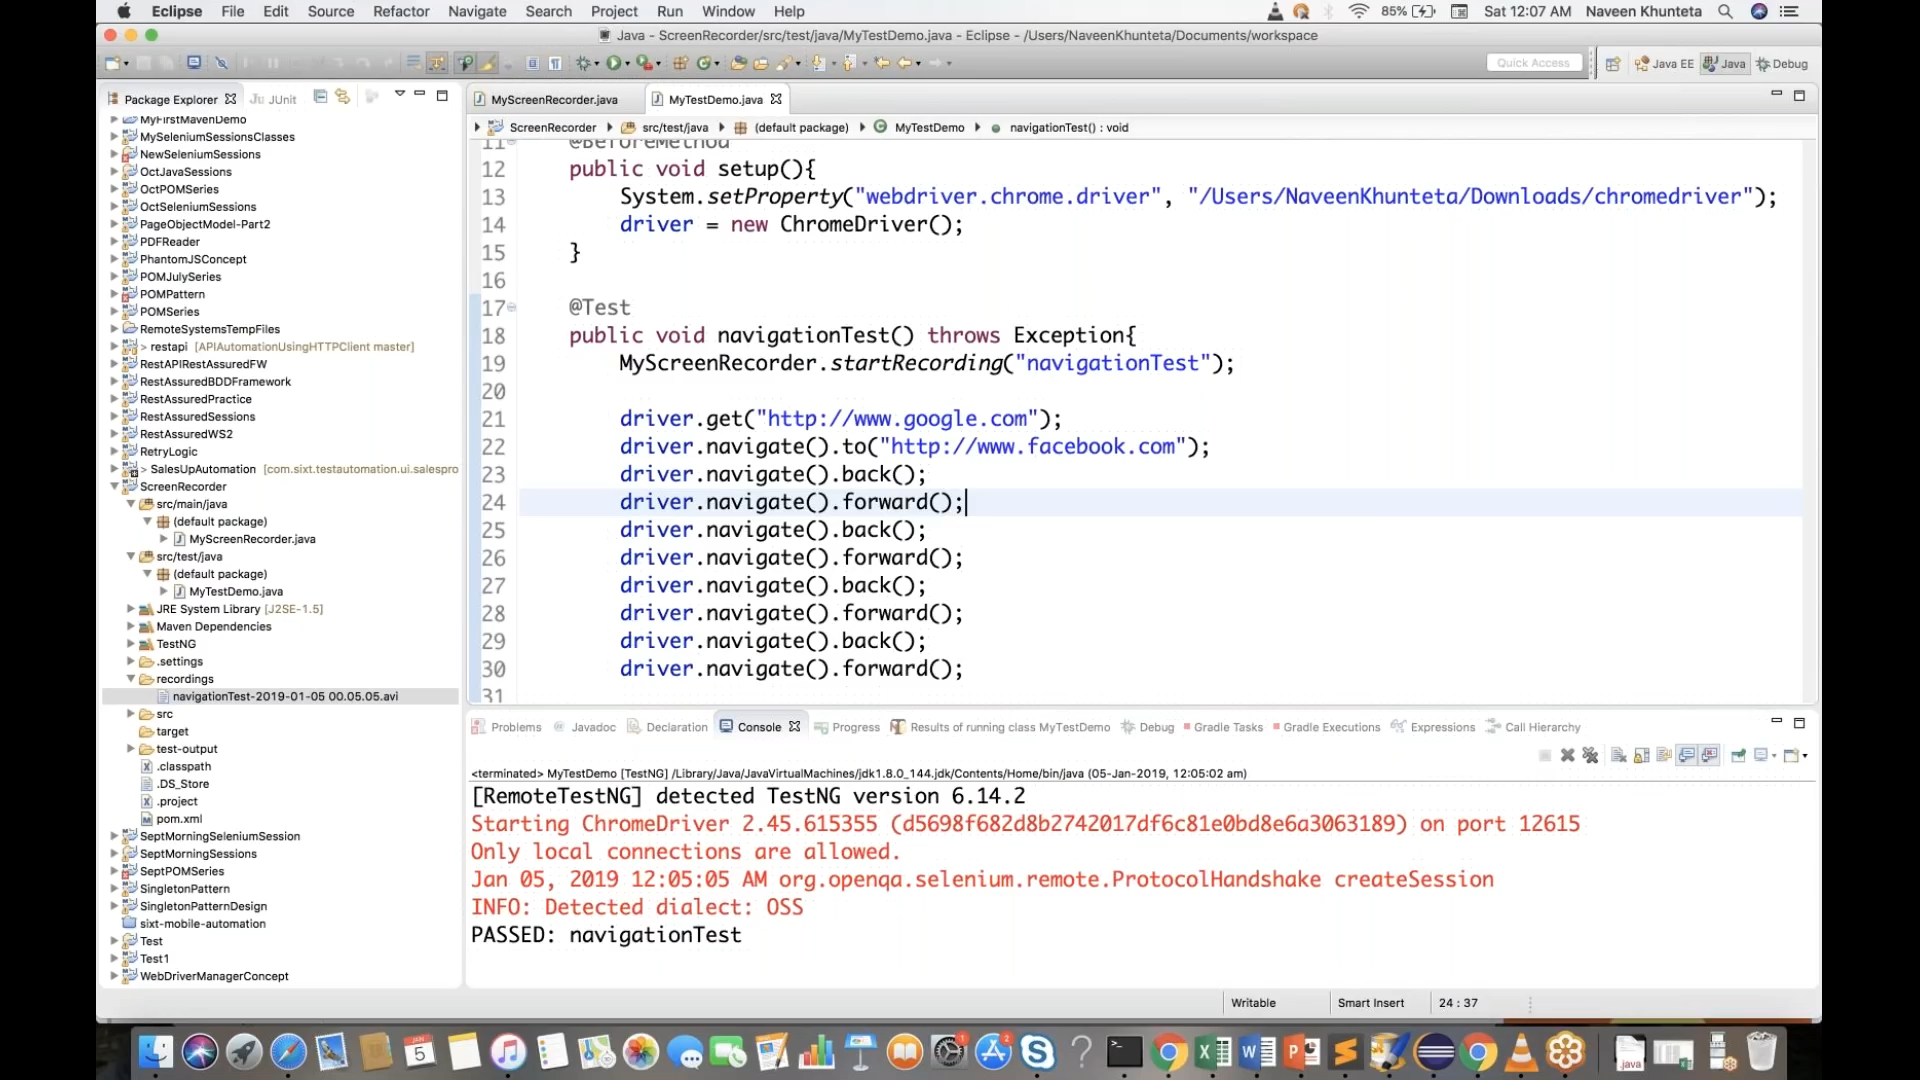 Eclipse File Edit Source Refactor Navigate Search Project Run Window Help 85% Sat 12:07 AM Naveen Khunteta
Java - ScreenRecorder/src/test/java/MyTestDemo.java - Eclipse - /Users/NaveenKhunteta/Documents/workspace
Quick Access Java EE Java Debug
Package Explorer JUnit
MyFirstMavenDemo
MySeleniumSessionsClasses
NewSeleniumSessions
OctJavaSessions
OctPOMSeries
OctSeleniumSessions
PageObjectModel-Part2
PDFReader
PhantomJSConcept
POMJulySeries
POMPattern
POMSeries
RemoteSystemsTempFiles
> restapi [APIAutomationUsingHTTPClient master]
RestAPIRestAssuredFW
RestAssuredBDDFramework
RestAssuredPractice
RestAssuredSessions
RestAssuredWS2
RetryLogic
> SalesUpAutomation [com.sixt.testautomation.ui.salespro
ScreenRecorder
src/main/java
(default package)
MyScreenRecorder.java
src/test/java
(default package)
MyTestDemo.java
JRE System Library [J2SE-1.5]
Maven Dependencies
TestNG
.settings
recordings
navigationTest-2019-01-05 00.05.05.avi
src
target
test-output
.classpath
.DS_Store
.project
pom.xml
SeptMorningSeleniumSession
SeptMorningSessions
SeptPOMSeries
SingletonPattern
SingletonPatternDesign
sixt-mobile-automation
Test
Test1
WebDriverManagerConcept
MyScreenRecorder.java MyTestDemo.java
ScreenRecorder src/test/java (default package) MyTestDemo navigationTest() : void
11 @BeforeMethod
12 public void setup(){
13 System.setProperty("webdriver.chrome.driver", "/Users/NaveenKhunteta/Downloads/chromedriver");
14 driver = new ChromeDriver();
15 }
16
17 @Test
18 public void navigationTest() throws Exception{
19 MyScreenRecorder.startRecording("navigationTest");
20
21 driver.get("http://www.google.com");
22 driver.navigate().to("http://www.facebook.com");
23 driver.navigate().back();
24 driver.navigate().forward();
25 driver.navigate().back();
26 driver.navigate().forward();
27 driver.navigate().back();
28 driver.navigate().forward();
29 driver.navigate().back();
30 driver.navigate().forward();
31
Problems Javadoc Declaration Console Progress Results of running class MyTestDemo Debug Gradle Tasks Gradle Executions Expressions Call Hierarchy
<terminated> MyTestDemo [TestNG] /Library/Java/JavaVirtualMachines/jdk1.8.0_144.jdk/Contents/Home/bin/java (05-Jan-2019, 12:05:02 am)
[RemoteTestNG] detected TestNG version 6.14.2
Starting ChromeDriver 2.45.615355 (d5698f682d8b2742017df6c81e0bd8e6a3063189) on port 12615
Only local connections are allowed.
Jan 05, 2019 12:05:05 AM org.openqa.selenium.remote.ProtocolHandshake createSession
INFO: Detected dialect: OSS
PASSED: navigationTest
Writable Smart Insert 24 : 37